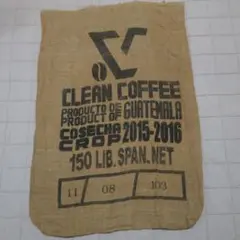 CLEAN COFFEE
PRODUCTO DE GUATEMALA
PRODUCT OF
COSECHA 2015-2016
CROP
150 LIB. SPAN. NET
11 08 103